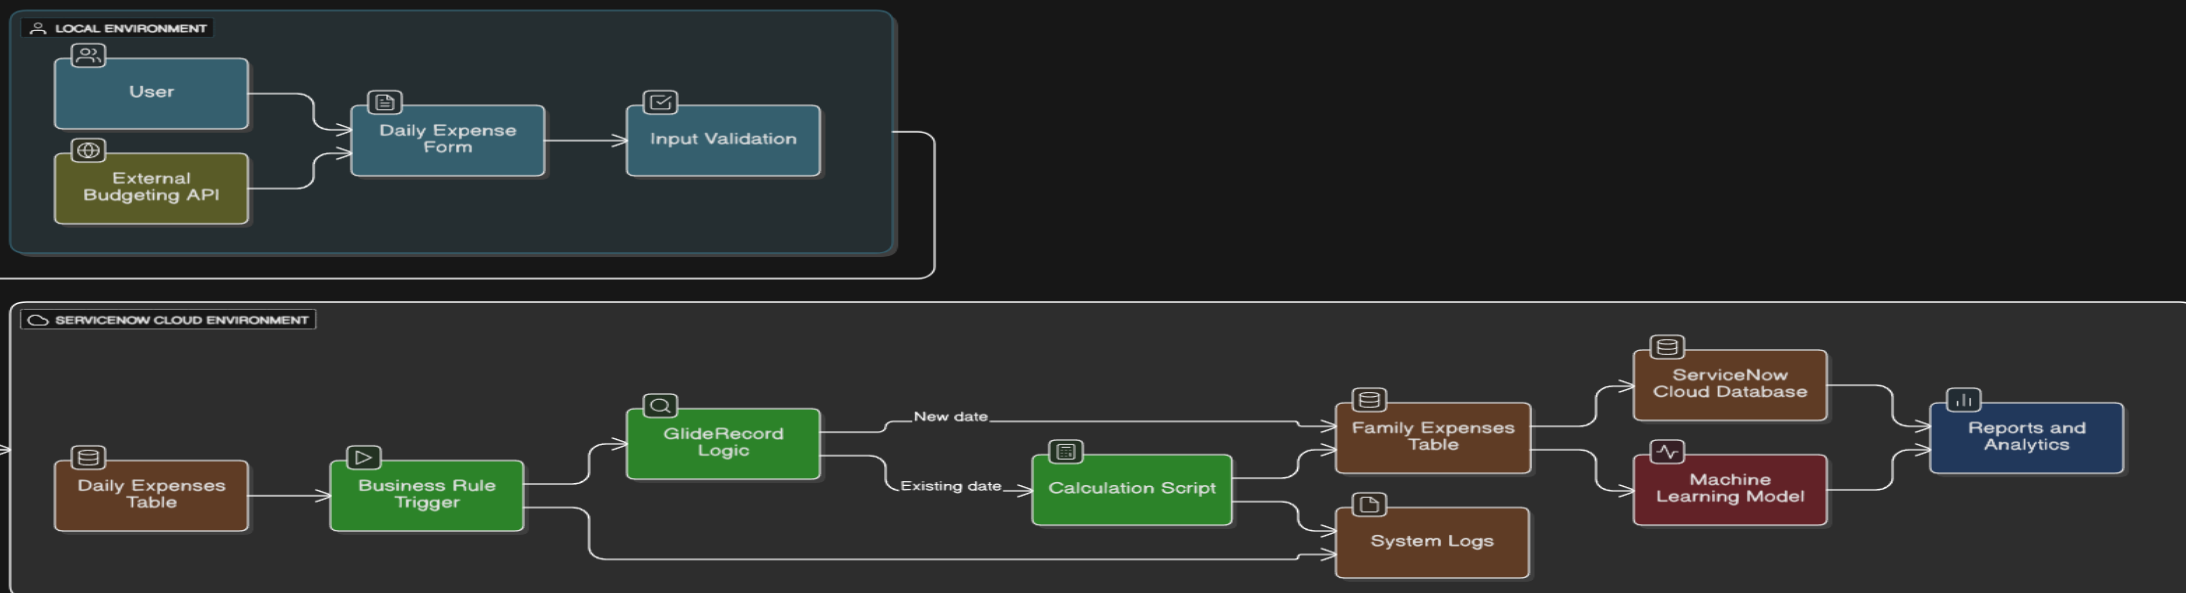 LOCAL ENVIRONMENT
User
External
Budgeting API
Daily Expense
Form
Input Validation
SERVICENOW CLOUD ENVIRONMENT
Daily Expenses
Table
Business Rule
Trigger
GlideRecord
Logic
New date
Existing date
Calculation Script
Family Expenses
Table
System Logs
ServiceNow
Cloud Database
Machine
Learning Model
Reports and
Analytics